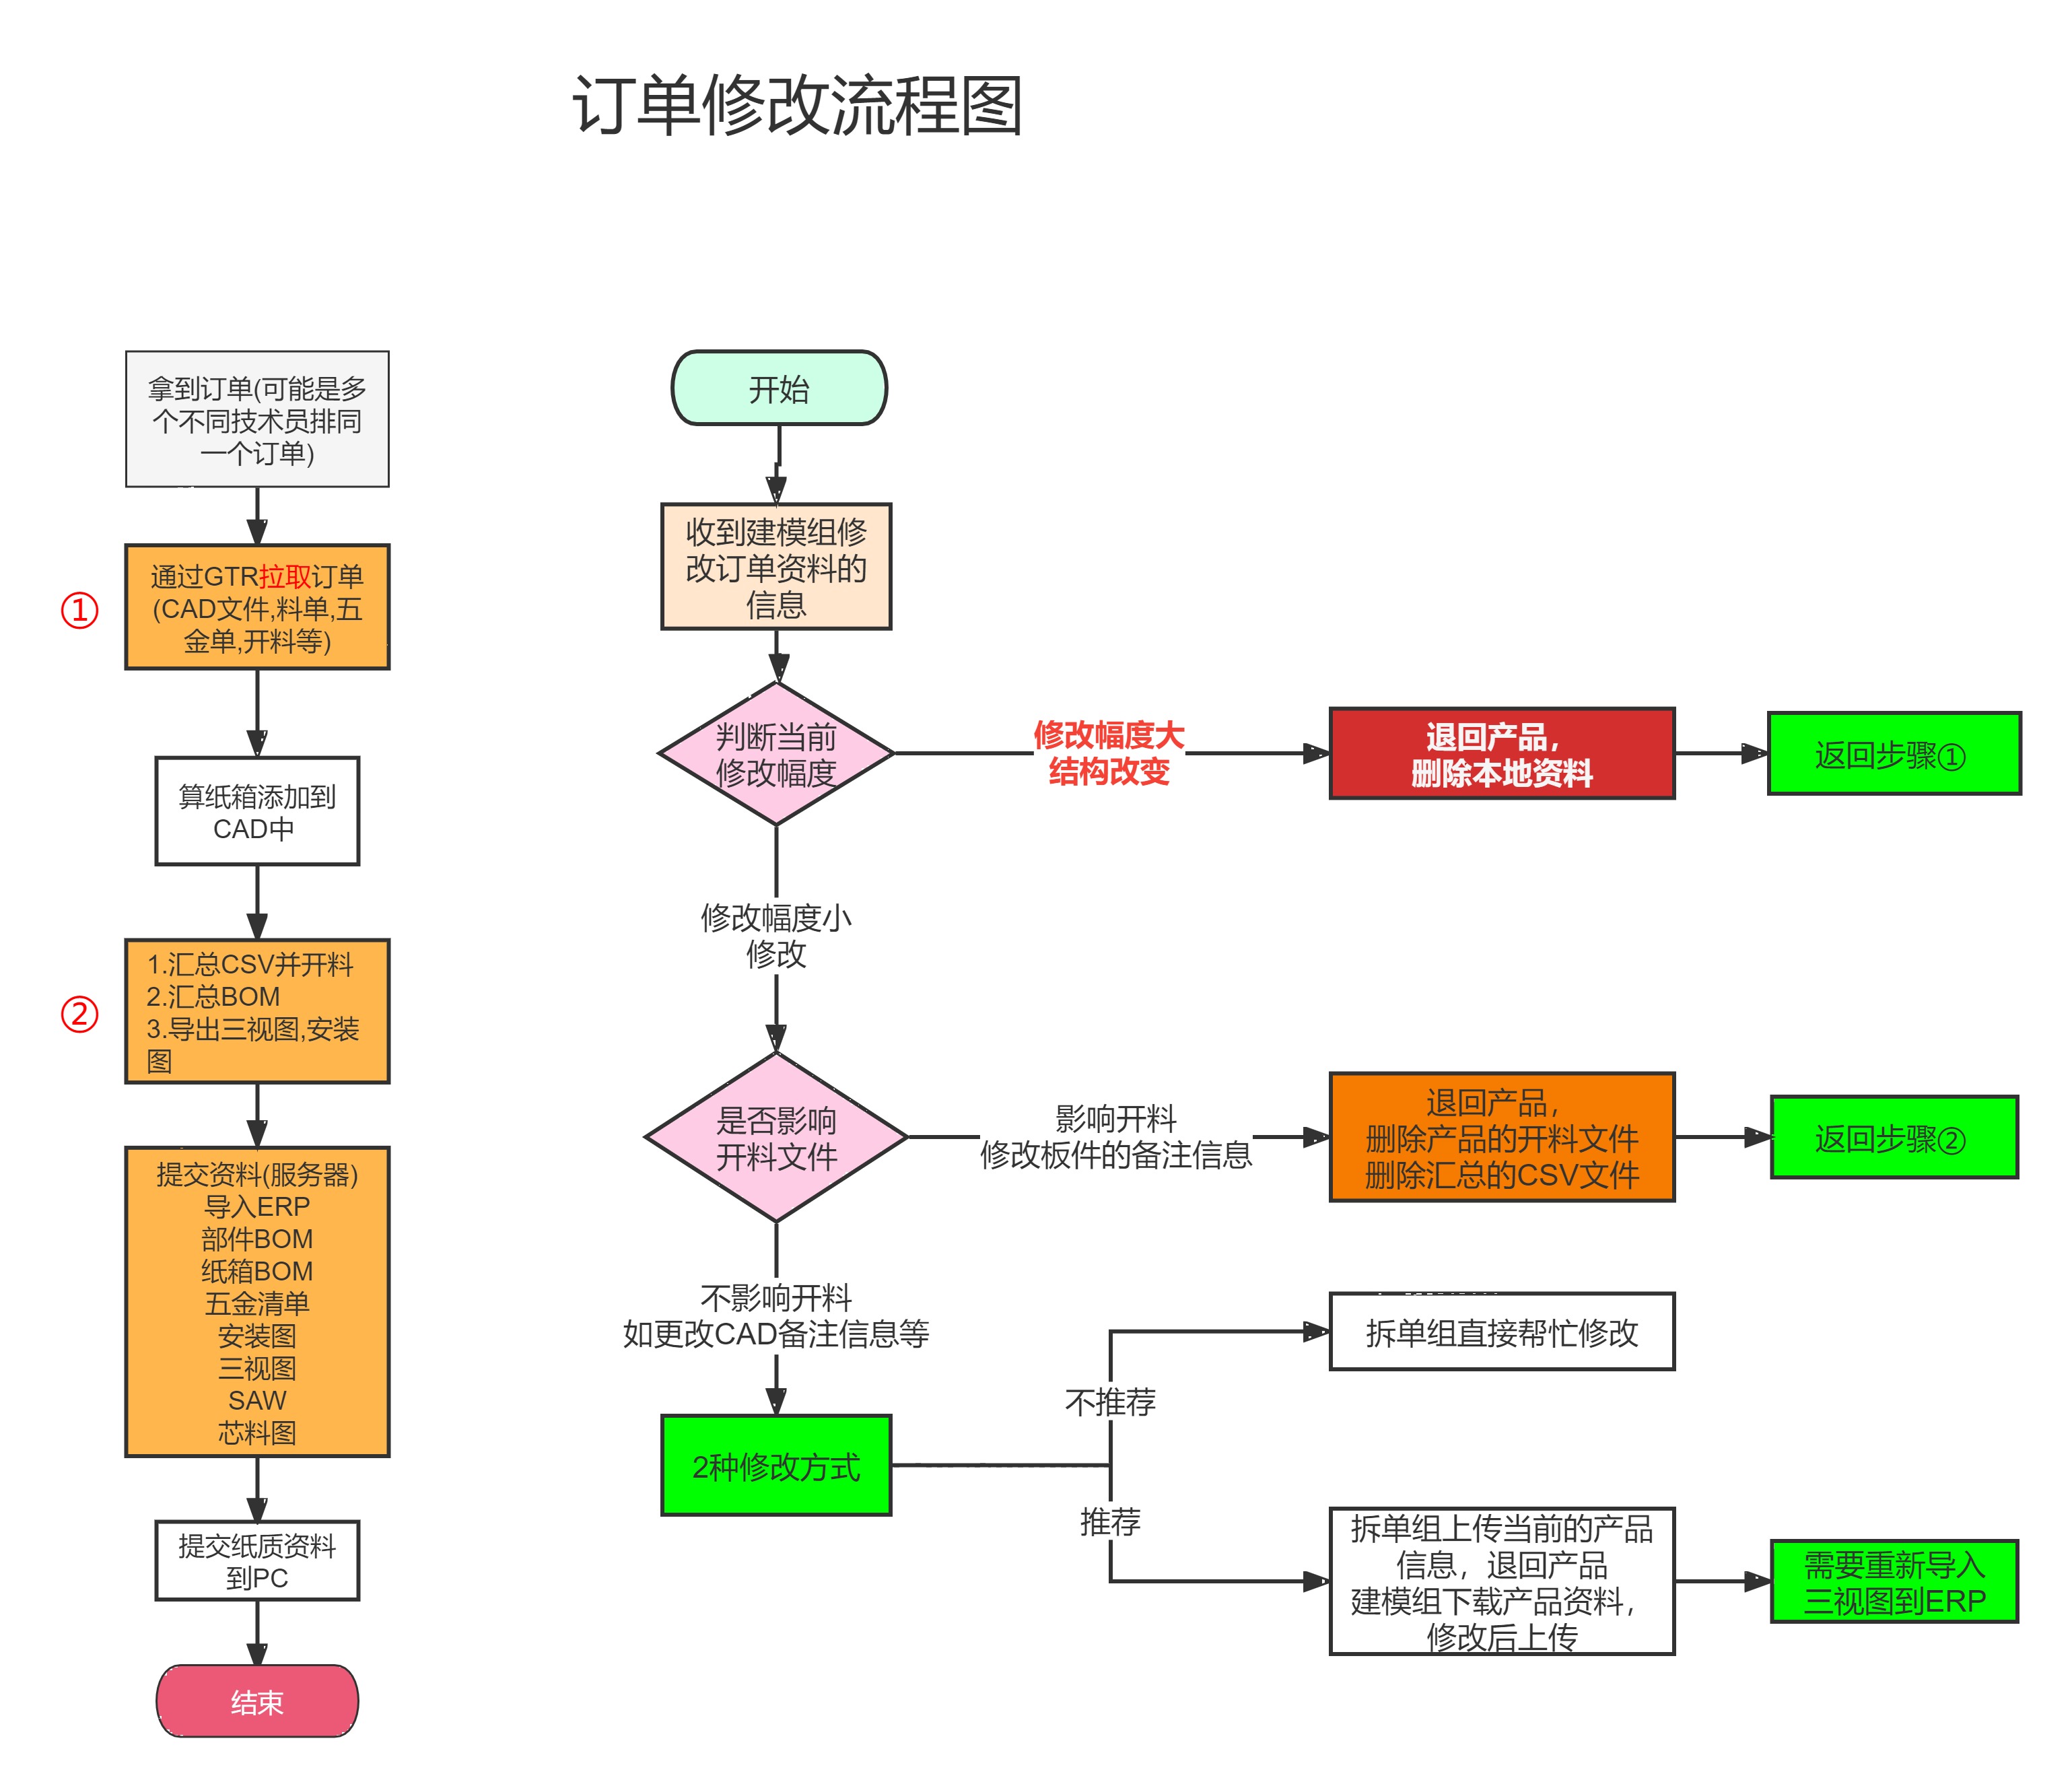 订单修改流程图
拿到订单(可能是多
个不同技术员排同
一个订单)
①
通过GTR拉取订单
(CAD文件,料单,五
金单,开料等)
算纸箱添加到
CAD中
②
1.汇总CSV并开料
2.汇总BOM
3.导出三视图,安装
图
提交资料(服务器)
导入ERP
部件BOM
纸箱BOM
五金清单
安装图
三视图
SAW
芯料图
提交纸质资料
到PC
结束
开始
收到建模组修
改订单资料的
信息
判断当前
修改幅度
修改幅度大
结构改变
退回产品，
删除本地资料
返回步骤①
修改幅度小
修改
是否影响
开料文件
影响开料
修改板件的备注信息
退回产品，
删除产品的开料文件
删除汇总的CSV文件
返回步骤②
不影响开料
如更改CAD备注信息等
2种修改方式
不推荐
拆单组直接帮忙修改
推荐
拆单组上传当前的产品
信息，退回产品
建模组下载产品资料，
修改后上传
需要重新导入
三视图到ERP